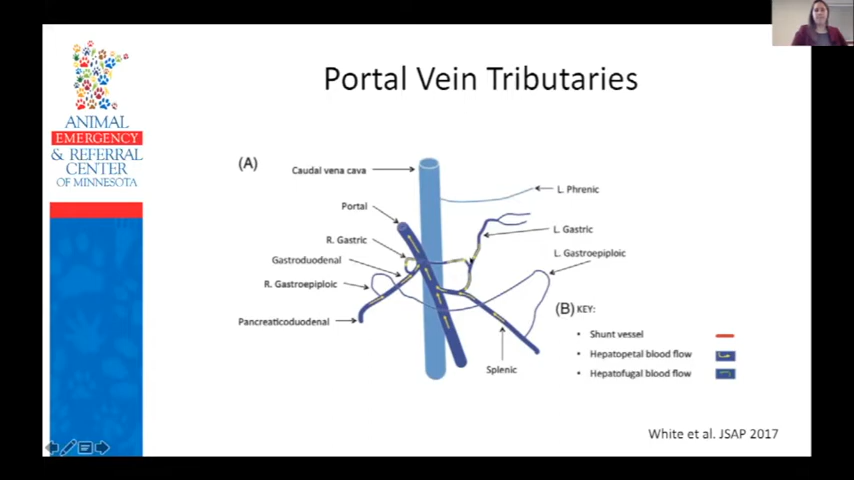 Portal Vein Tributaries
ANIMAL
EMERGENCY
& REFERRAL
CENTER
OF MINNESOTA
(A)
Caudal vena cava
L. Phrenic
Portal
R. Gastric
L. Gastric
Gastroduodenal
L. Gastroepiploic
R. Gastroepiploic
Pancreaticoduodenal
Splenic
(B) KEY:
• Shunt vessel
• Hepatopetal blood flow
• Hepatofugal blood flow
White et al. JSAP 2017